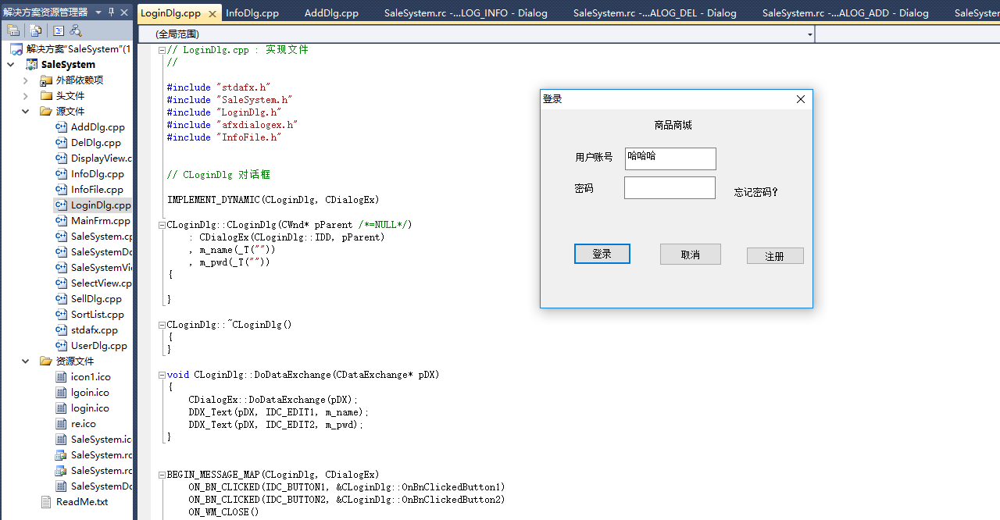 解决方案资源管理器
解决方案"SaleSystem"(1
SaleSystem
外部依赖项
头文件
源文件
AddDlg.cpp
DelDlg.cpp
DisplayView.c
InfoDlg.cpp
InfoFile.cpp
LoginDlg.cpp
MainFrm.cpp
SaleSystem.cp
SaleSystemDo
SaleSystemVie
SelectView.cp
SellDlg.cpp
SortList.cpp
stdafx.cpp
UserDlg.cpp
资源文件
icon1.ico
lgoin.ico
login.ico
re.ico
SaleSystem.ic
SaleSystem.rc
SaleSystem.rc
SaleSystemDo
ReadMe.txt
LoginDlg.cpp InfoDlg.cpp AddDlg.cpp SaleSystem.rc -...LOG_INFO - Dialog SaleSystem.rc -...ALOG_DEL - Dialog SaleSystem.rc -...ALOG_ADD - Dialog SaleSyster
(全局范围)
// LoginDlg.cpp : 实现文件
//
#include "stdafx.h"
#include "SaleSystem.h"
#include "LoginDlg.h"
#include "afxdialogex.h"
#include "InfoFile.h"
// CLoginDlg 对话框
IMPLEMENT_DYNAMIC(CLoginDlg, CDialogEx)
CLoginDlg::CLoginDlg(CWnd* pParent /*=NULL*/)
: CDialogEx(CLoginDlg::IDD, pParent)
, m_name(_T(""))
, m_pwd(_T(""))
{
}
CLoginDlg::~CLoginDlg()
{
}
void CLoginDlg::DoDataExchange(CDataExchange* pDX)
{
CDialogEx::DoDataExchange(pDX);
DDX_Text(pDX, IDC_EDIT1, m_name);
DDX_Text(pDX, IDC_EDIT2, m_pwd);
}
BEGIN_MESSAGE_MAP(CLoginDlg, CDialogEx)
ON_BN_CLICKED(IDC_BUTTON1, &CLoginDlg::OnBnClickedButton1)
ON_BN_CLICKED(IDC_BUTTON2, &CLoginDlg::OnBnClickedButton2)
ON_WM_CLOSE()
登录
商品商城
用户账号 哈哈哈
密码 忘记密码?
登录 取消 注册